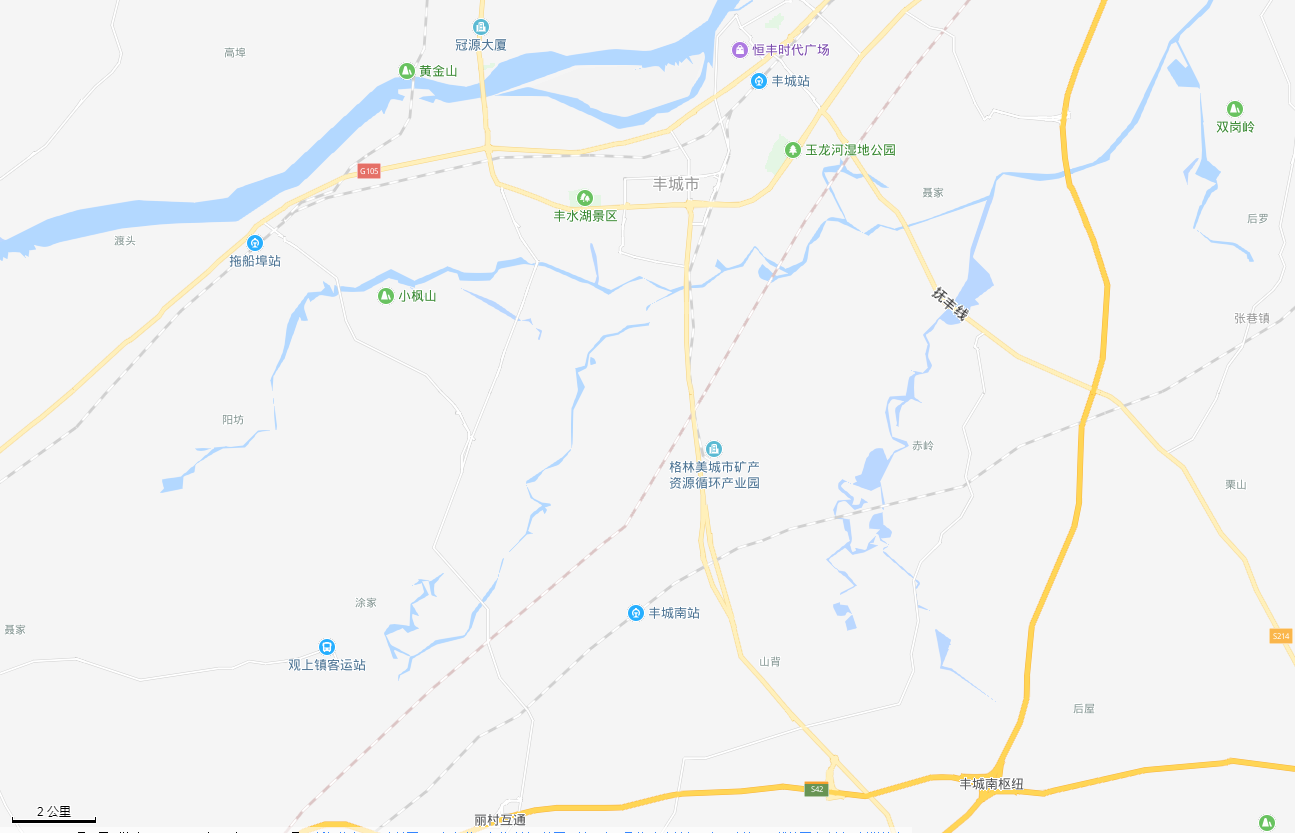 冠源大厦
恒丰时代广场
高埠
黄金山
丰城站
双岗岭
玉龙河湿地公园
G105
丰城市
聂家
丰水湖景区
后罗
渡头
拖船埠站
小枫山
抚丰线
张巷镇
阳坊
赤岭
格林美城市矿产
资源循环产业园
栗山
涂家
丰城南站
聂家
S214
观上镇客运站
山背
后屋
丰城南枢纽
S42
2 公里
丽村互通